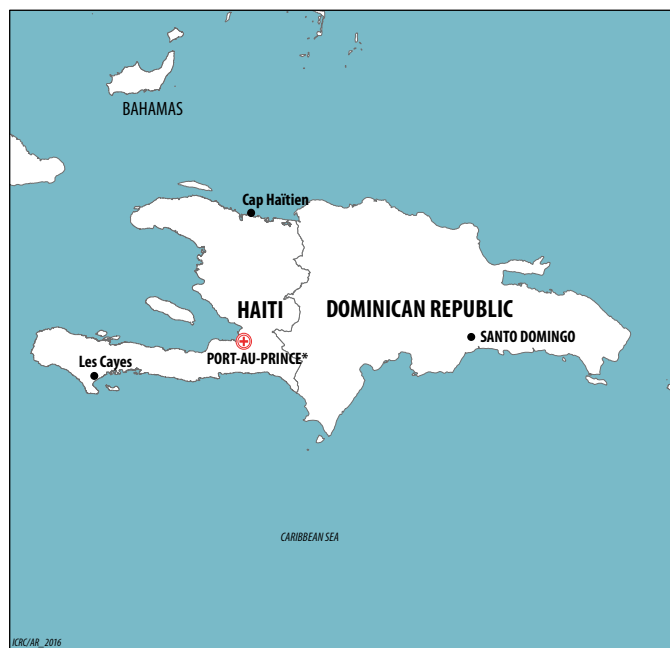 BAHAMAS
Cap Haïtien
HAITI
DOMINICAN REPUBLIC
SANTO DOMINGO
PORT-AU-PRINCE*
Les Cayes
CARIBBEAN SEA
ICRC/AR_2016